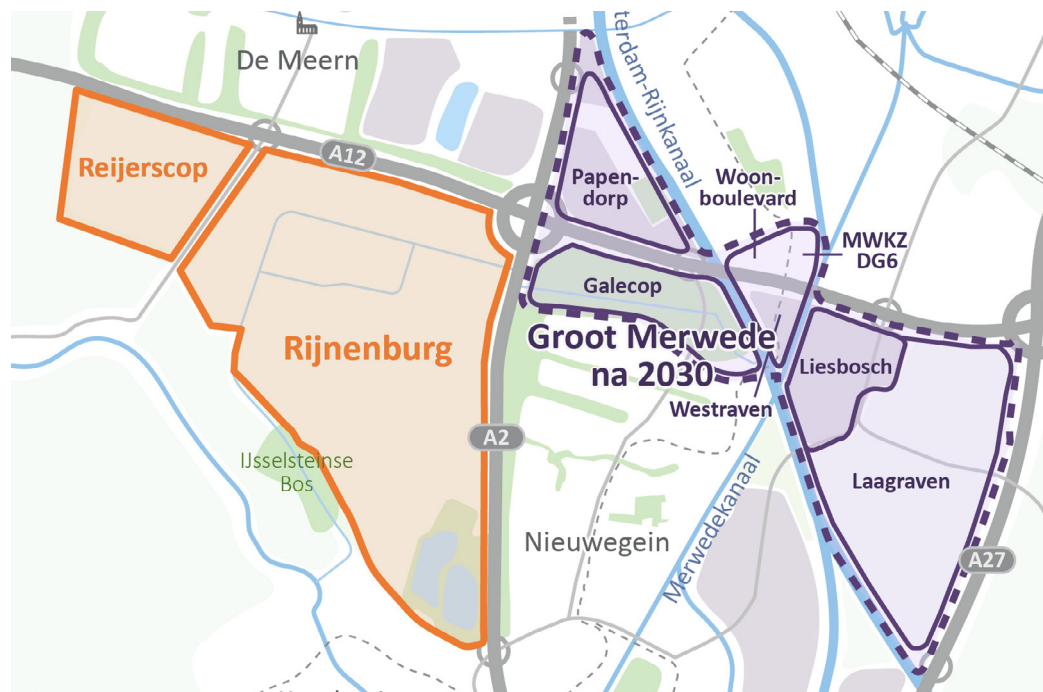 De Meern
Reijerscop
A12
Papen-
dorp
terdam-Rijnkanaal
Woon-
boulevard
MWKZ
DG6
Galecop
Rijnenburg
Groot Merwede
na 2030
Liesbosch
Westraven
A2
IJsselsteinse
Bos
Laagraven
Nieuwegein
Merwedekanaal
A27